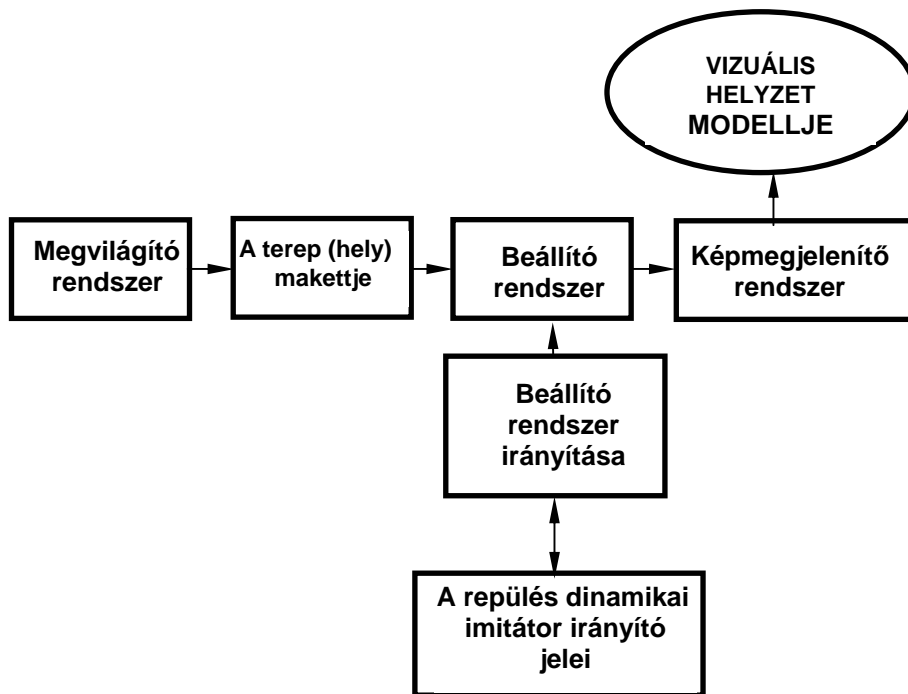 VIZUÁLIS
HELYZET
MODELLJE
Megvilágító
rendszer
A terep (hely)
makettje
Beállító
rendszer
Képmegjelenítő
rendszer
Beállító
rendszer
irányítása
A repülés dinamikai
imitátor irányító
jelei